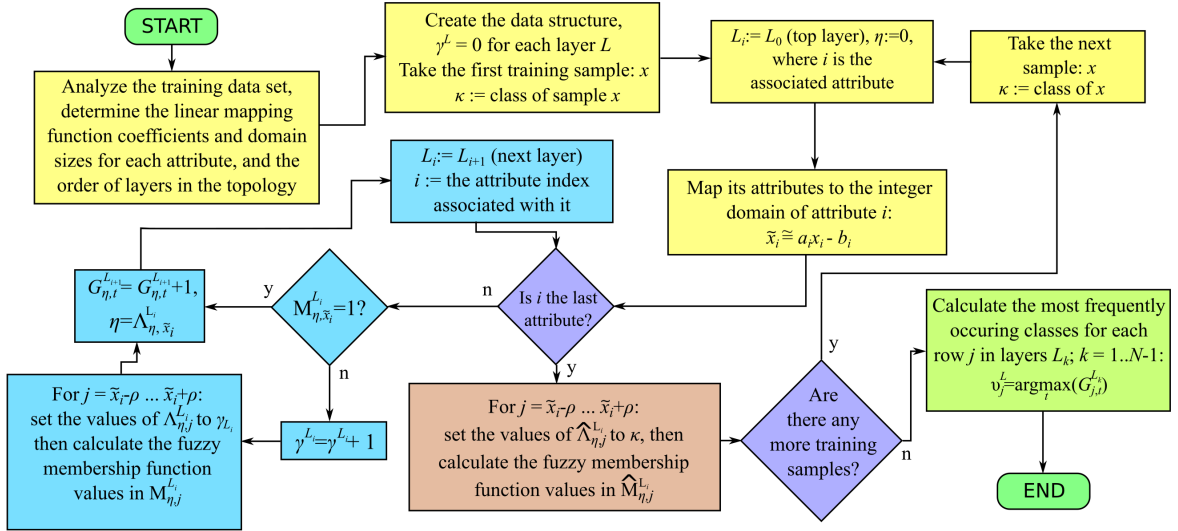 START
Analyze the training data set,
determine the linear mapping
function coefficients and domain
sizes for each attribute, and the
order of layers in the topology
Create the data structure,
γ^L = 0 for each layer L
Take the first training sample: x
κ := class of sample x
L_i:= L_0 (top layer), η:=0,
where i is the
associated attribute
Take the next
sample: x
κ := class of x
Map its attributes to the integer
domain of attribute i:
x̃_i ≅ a_ix_i - b_i
L_i:= L_{i+1} (next layer)
i := the attribute index
associated with it
Is i the last
attribute?
n
y
M^{L_i}_{η,x̃_i}=1?
y
n
G^{L_{i+1}}_{η,t}= G^{L_{i+1}}_{η,t}+1,
η=Λ^{L_i}_{η, x̃_i}
γ^{L_i}=γ^{L_i}+ 1
For j = x̃_i-ρ ... x̃_i+ρ:
set the values of Λ^{L_i}_{η,j} to γ_{L_i}
then calculate the fuzzy
membership function
values in M^{L_i}_{η,j}
For j = x̃_i-ρ ... x̃_i+ρ:
set the values of Λ̂^{L_i}_{η,j} to κ, then
calculate the fuzzy membership
function values in M̂^{L_i}_{η,j}
Are
there any
more training
samples?
y
n
Calculate the most frequently
occuring classes for each
row j in layers L_k; k = 1..N-1:
υ^L_j=argmax_t(G^{L_k}_{j,t})
END